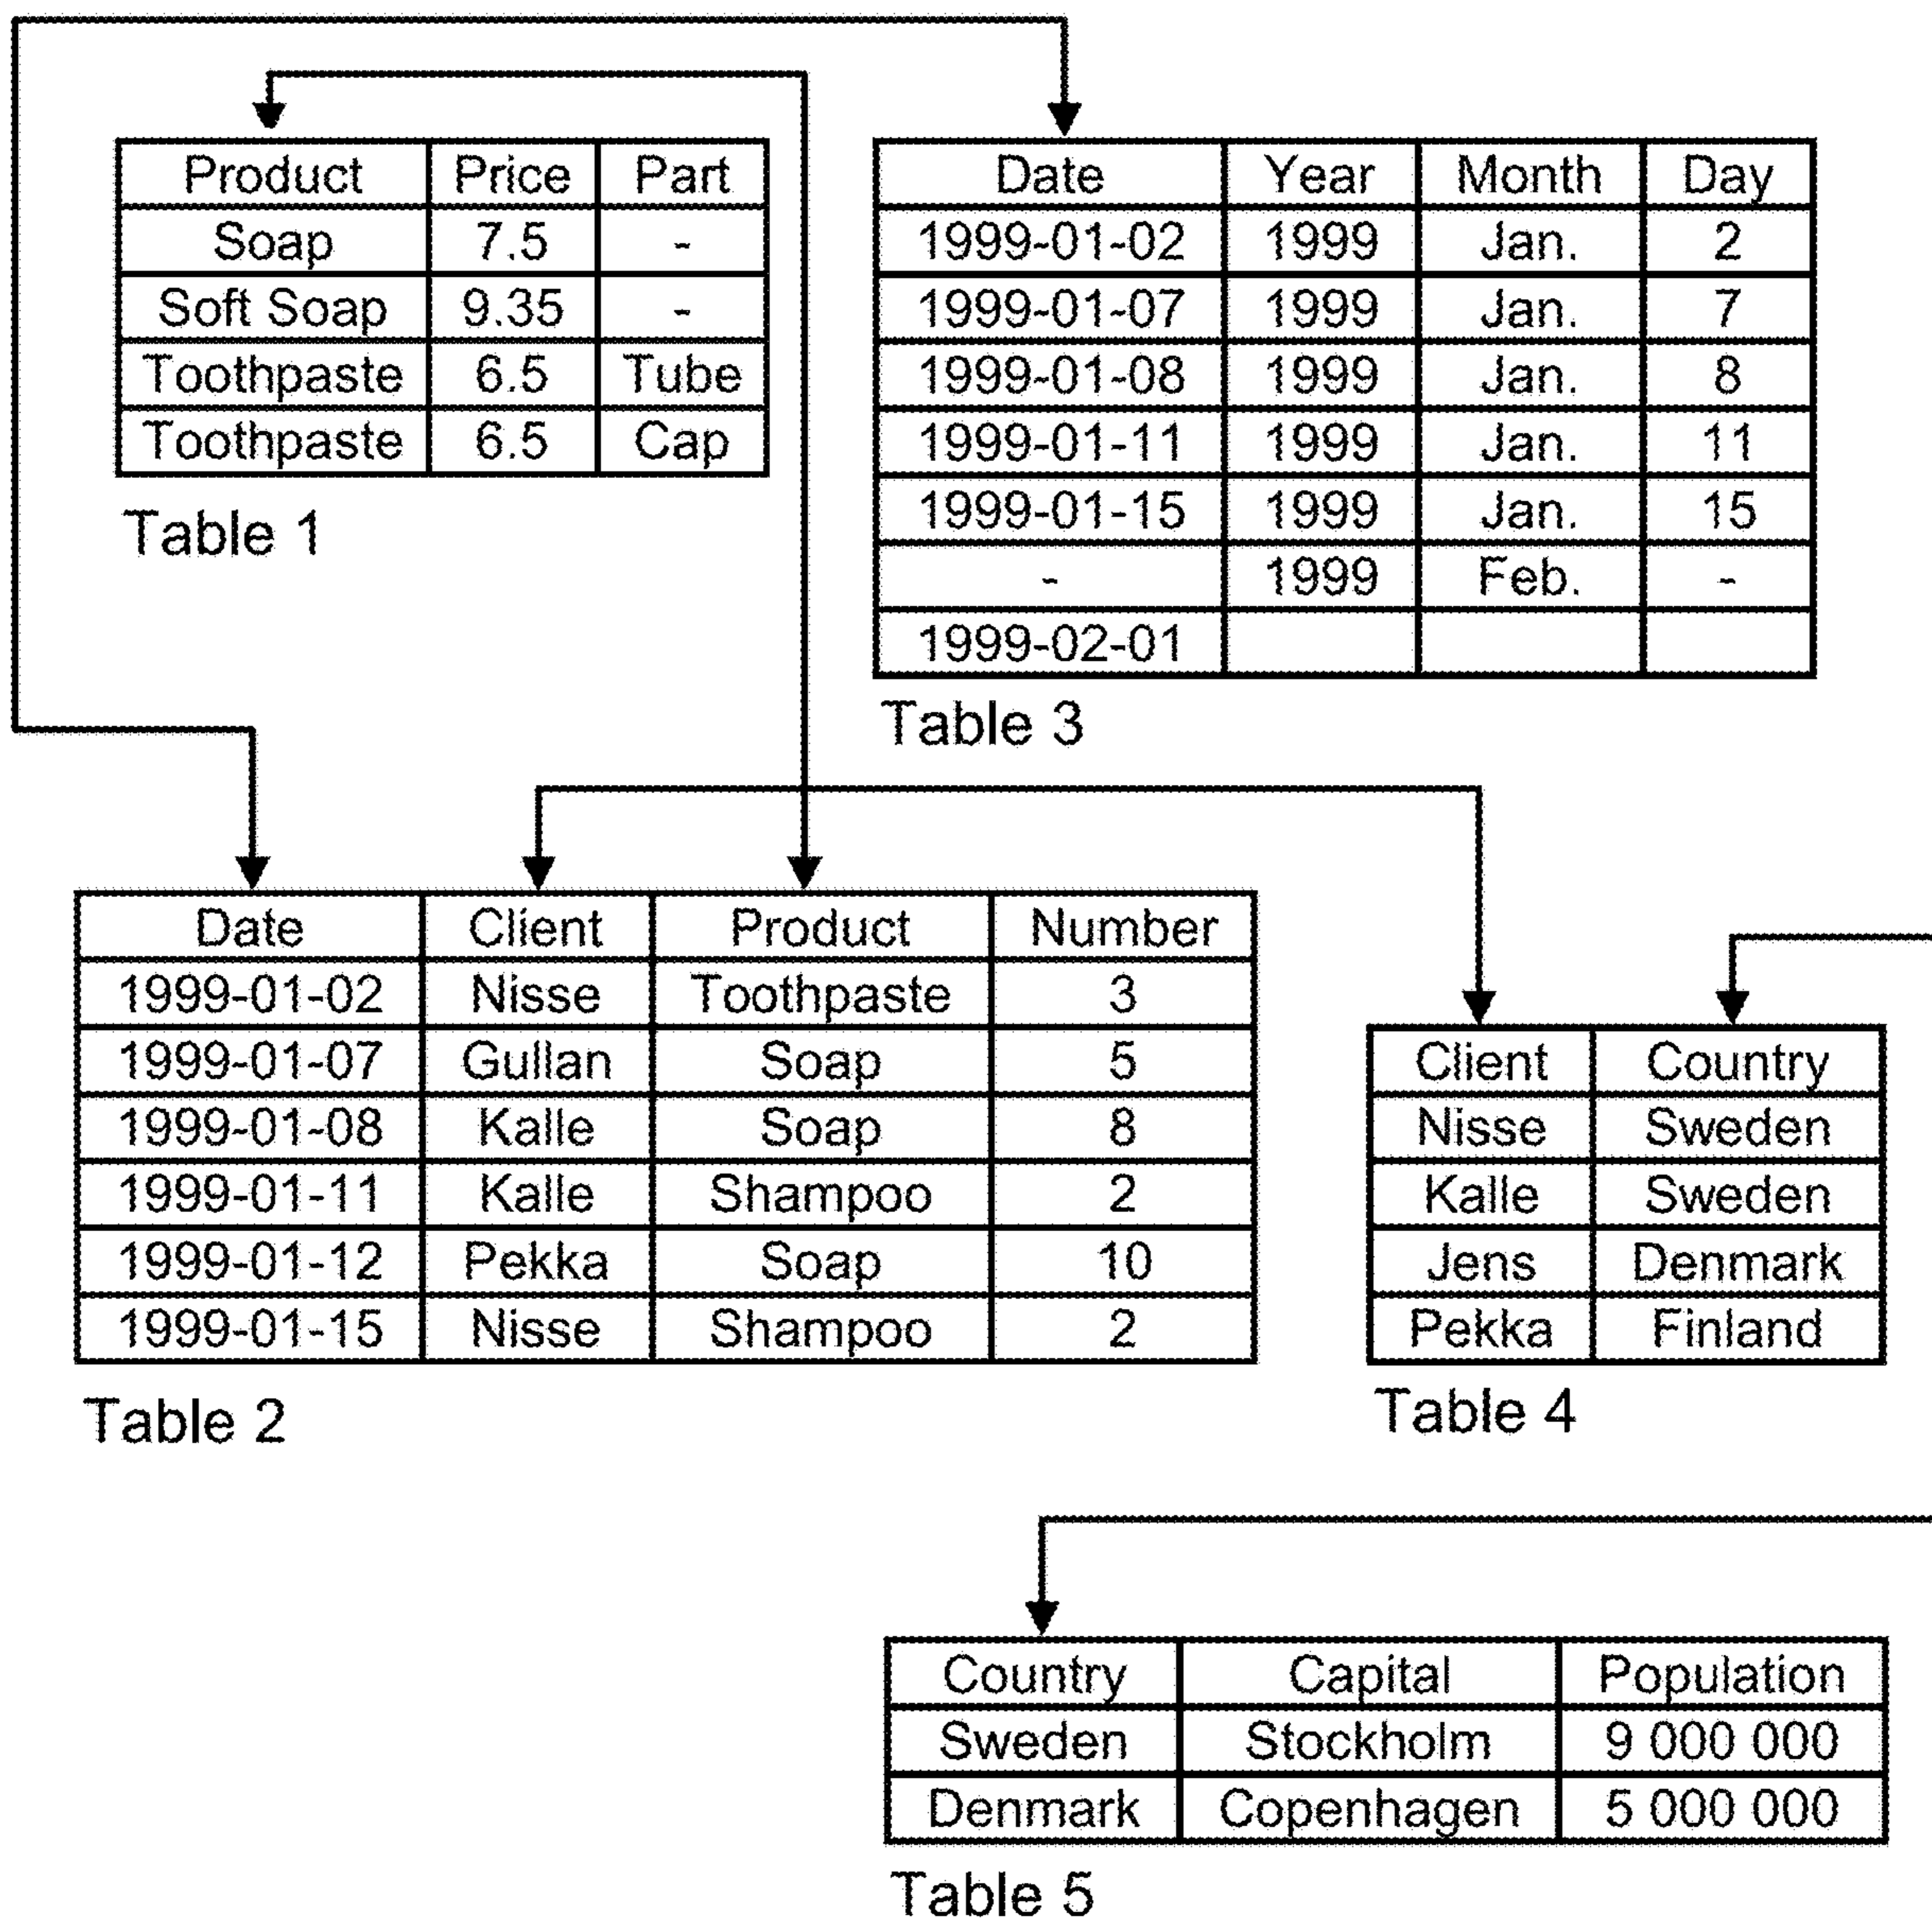 Product Price Part
Soap 7.5 -
Soft Soap 9.35 -
Toothpaste 6.5 Tube
Toothpaste 6.5 Cap
Table 1
Date Year Month Day
1999-01-02 1999 Jan. 2
1999-01-07 1999 Jan. 7
1999-01-08 1999 Jan. 8
1999-01-11 1999 Jan. 11
1999-01-15 1999 Jan. 15
- 1999 Feb. -
1999-02-01
Table 3
Date Client Product Number
1999-01-02 Nisse Toothpaste 3
1999-01-07 Gullan Soap 5
1999-01-08 Kalle Soap 8
1999-01-11 Kalle Shampoo 2
1999-01-12 Pekka Soap 10
1999-01-15 Nisse Shampoo 2
Table 2
Client Country
Nisse Sweden
Kalle Sweden
Jens Denmark
Pekka Finland
Table 4
Country Capital Population
Sweden Stockholm 9 000 000
Denmark Copenhagen 5 000 000
Table 5